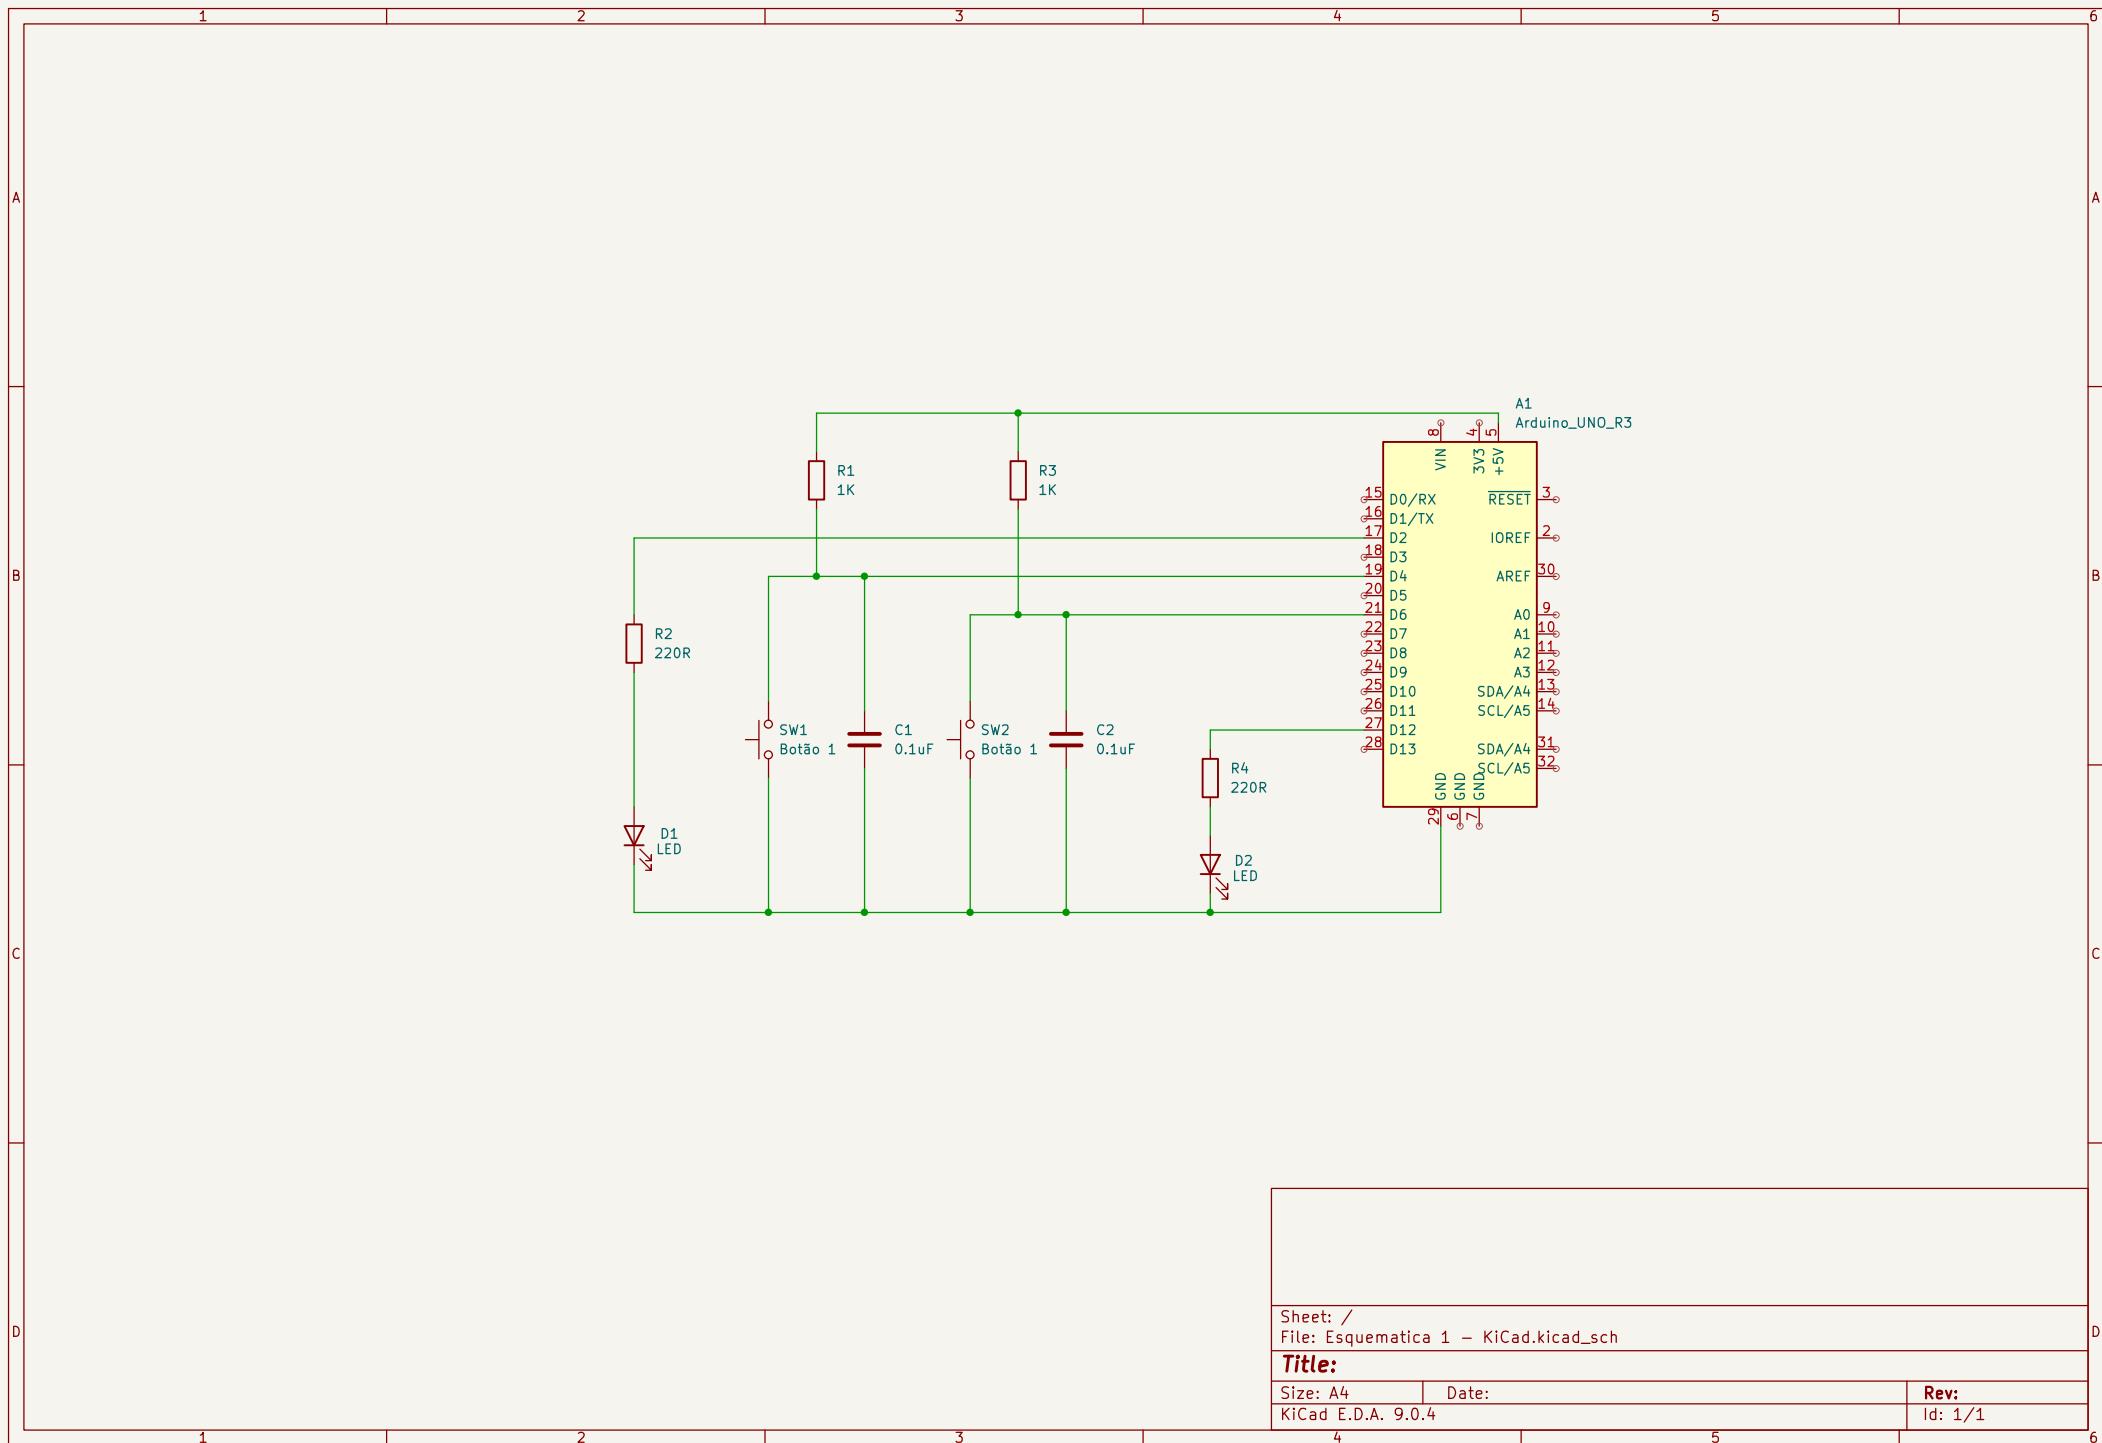 1 2 3 4 5 6
A A
A1
Arduino_UNO_R3
8 4 5
VIN 3V3 +5V
R1
1K
R3
1K
15 D0/RX RESET 3
16 D1/TX
17 D2 IOREF 2
18 D3
B 19 D4 AREF 30 B
20 D5
21 D6 A0 9
22 D7 A1 10
R2
220R
23 D8 A2 11
24 D9 A3 12
25 D10 SDA/A4 13
26 D11 SCL/A5 14
27 D12
28 D13 SDA/A4 31
SCL/A5 32
SW1
Botão 1
C1
0.1uF
SW2
Botão 1
C2
0.1uF
R4
220R
GND GND GND
29 6 7
D1
LED
D2
LED
C C
Sheet: /
File: Esquematica 1 - KiCad.kicad_sch
D D
Title:
Size: A4 Date: Rev:
KiCad E.D.A. 9.0.4 Id: 1/1
1 2 3 4 5 6